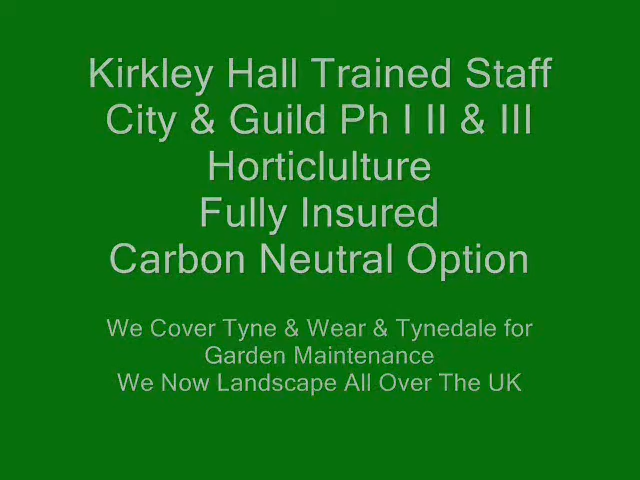 Kirkley Hall Trained Staff
City & Guild Ph I II & III
Horticlulture
Fully Insured
Carbon Neutral Option
We Cover Tyne & Wear & Tynedale for
Garden Maintenance
We Now Landscape All Over The UK